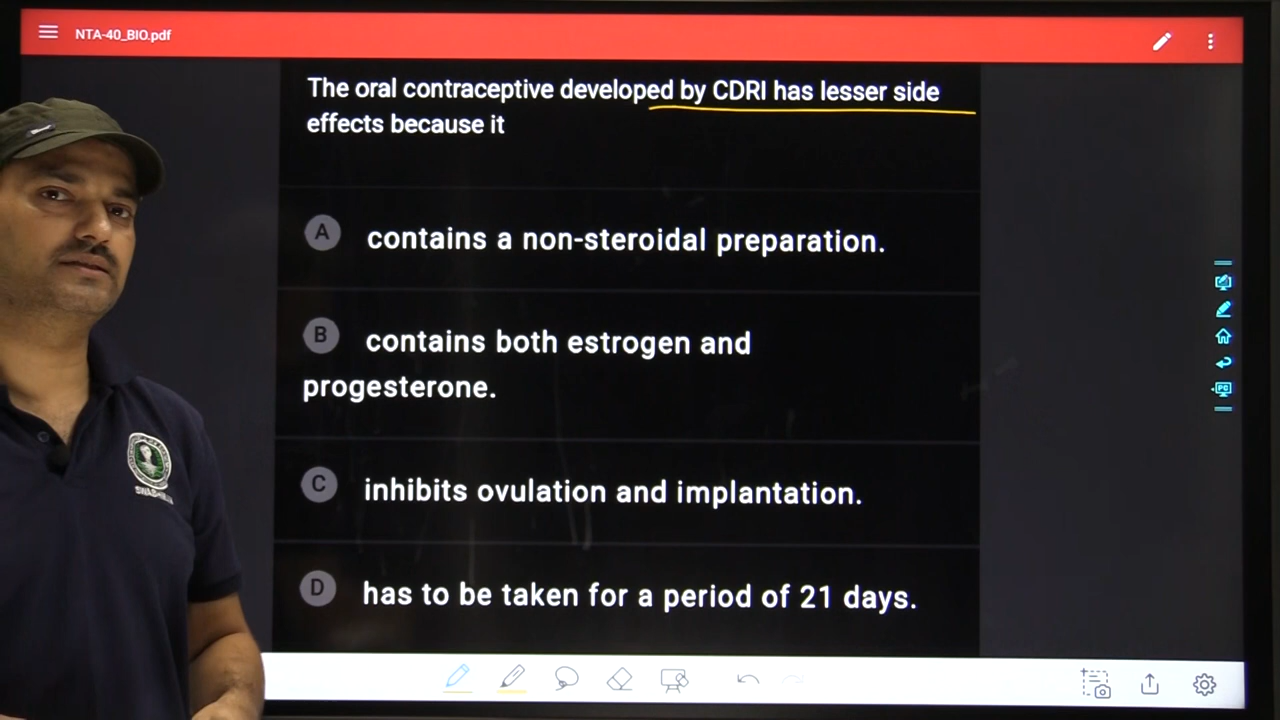 NTA-40_BIO.pdf
The oral contraceptive developed by CDRI has lesser side
effects because it
A contains a non-steroidal preparation.
B contains both estrogen and
progesterone.
C inhibits ovulation and implantation.
D has to be taken for a period of 21 days.
PC